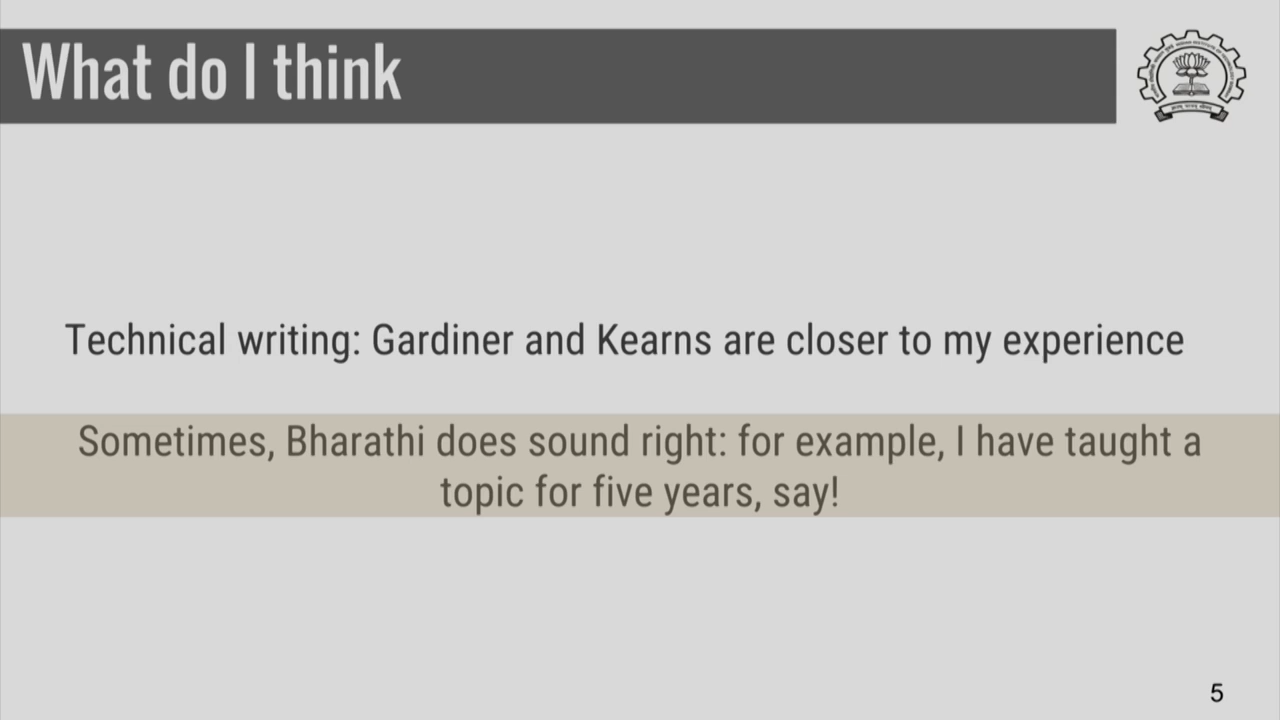 What do I think
Technical writing: Gardiner and Kearns are closer to my experience
Sometimes, Bharathi does sound right: for example, I have taught a
topic for five years, say!
5